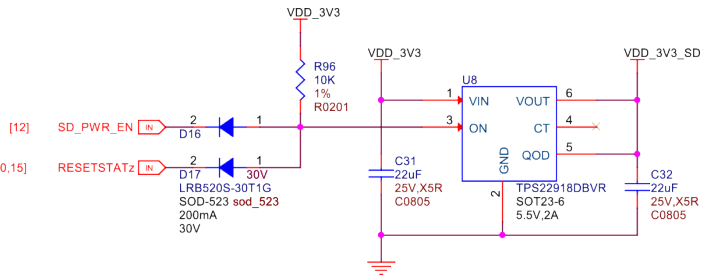 VDD_3V3
R96
10K
1%
R0201
VDD_3V3
VDD_3V3_SD
U8
1 VIN VOUT 6
[12] SD_PWR_EN IN 2 1 3 ON CT 4
D16
QOD 5
GND
0,15] RESETSTATz IN 2 1
D17 30V
LRB520S-30T1G
SOD-523 sod_523
200mA
30V
C31
22uF
25V,X5R
C0805
2
TPS22918DBVR
SOT23-6
5.5V,2A
C32
22uF
25V,X5R
C0805